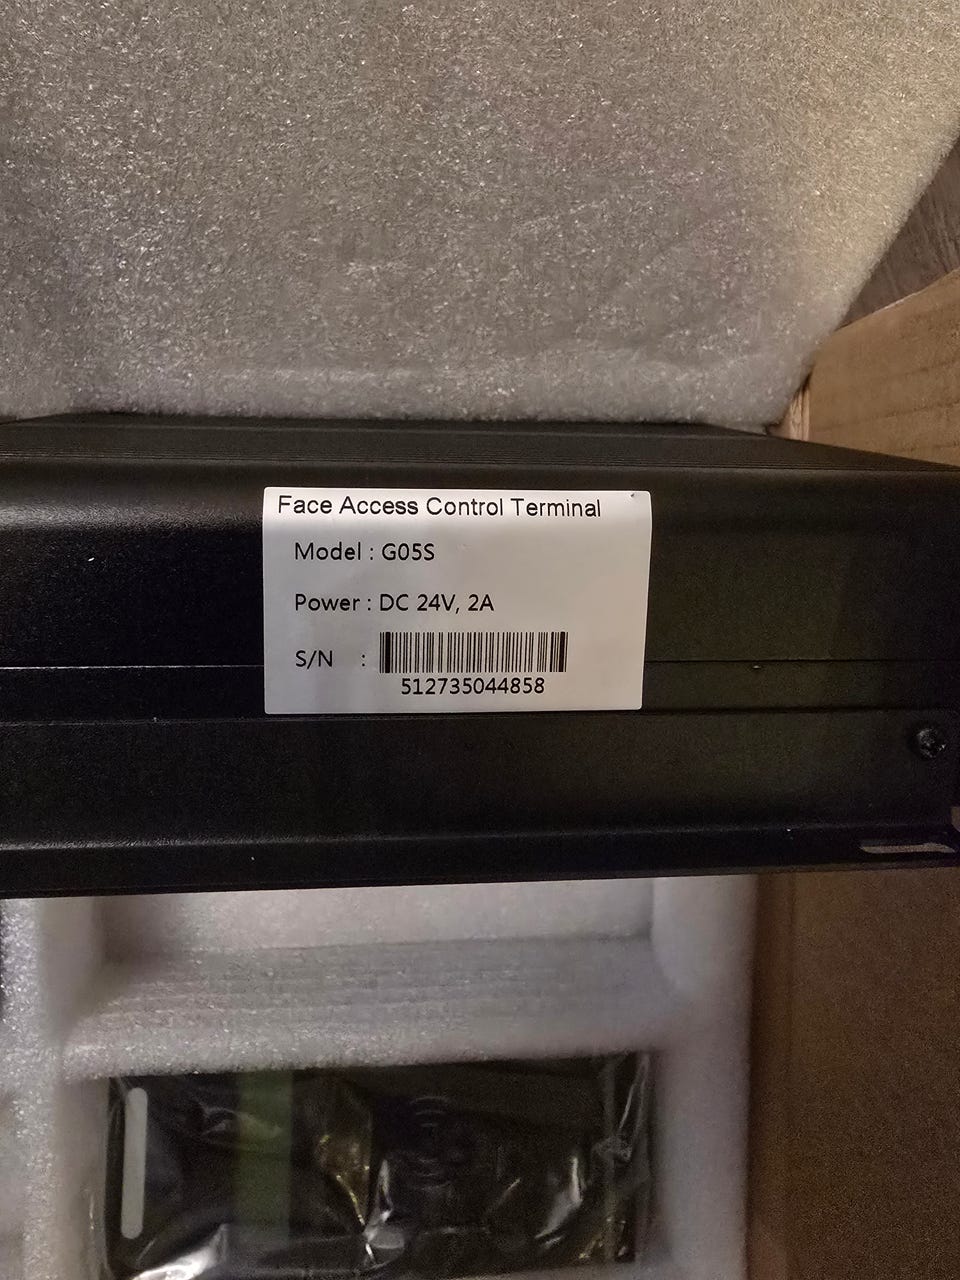 Face Access Control Terminal
Model : G05S
Power : DC 24V, 2A
S/N :
512735044858